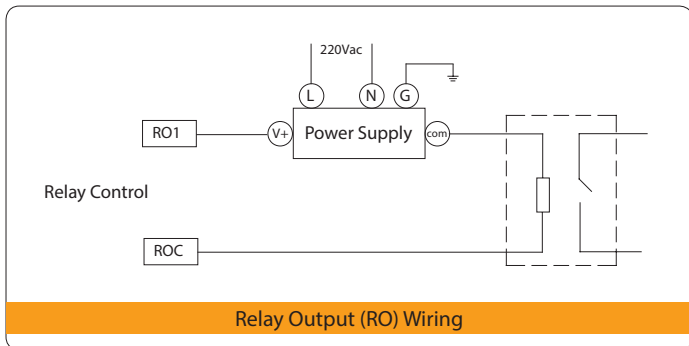 220Vac
L
N
G
RO1
V+
Power Supply
com
Relay Control
ROC
Relay Output (RO) Wiring